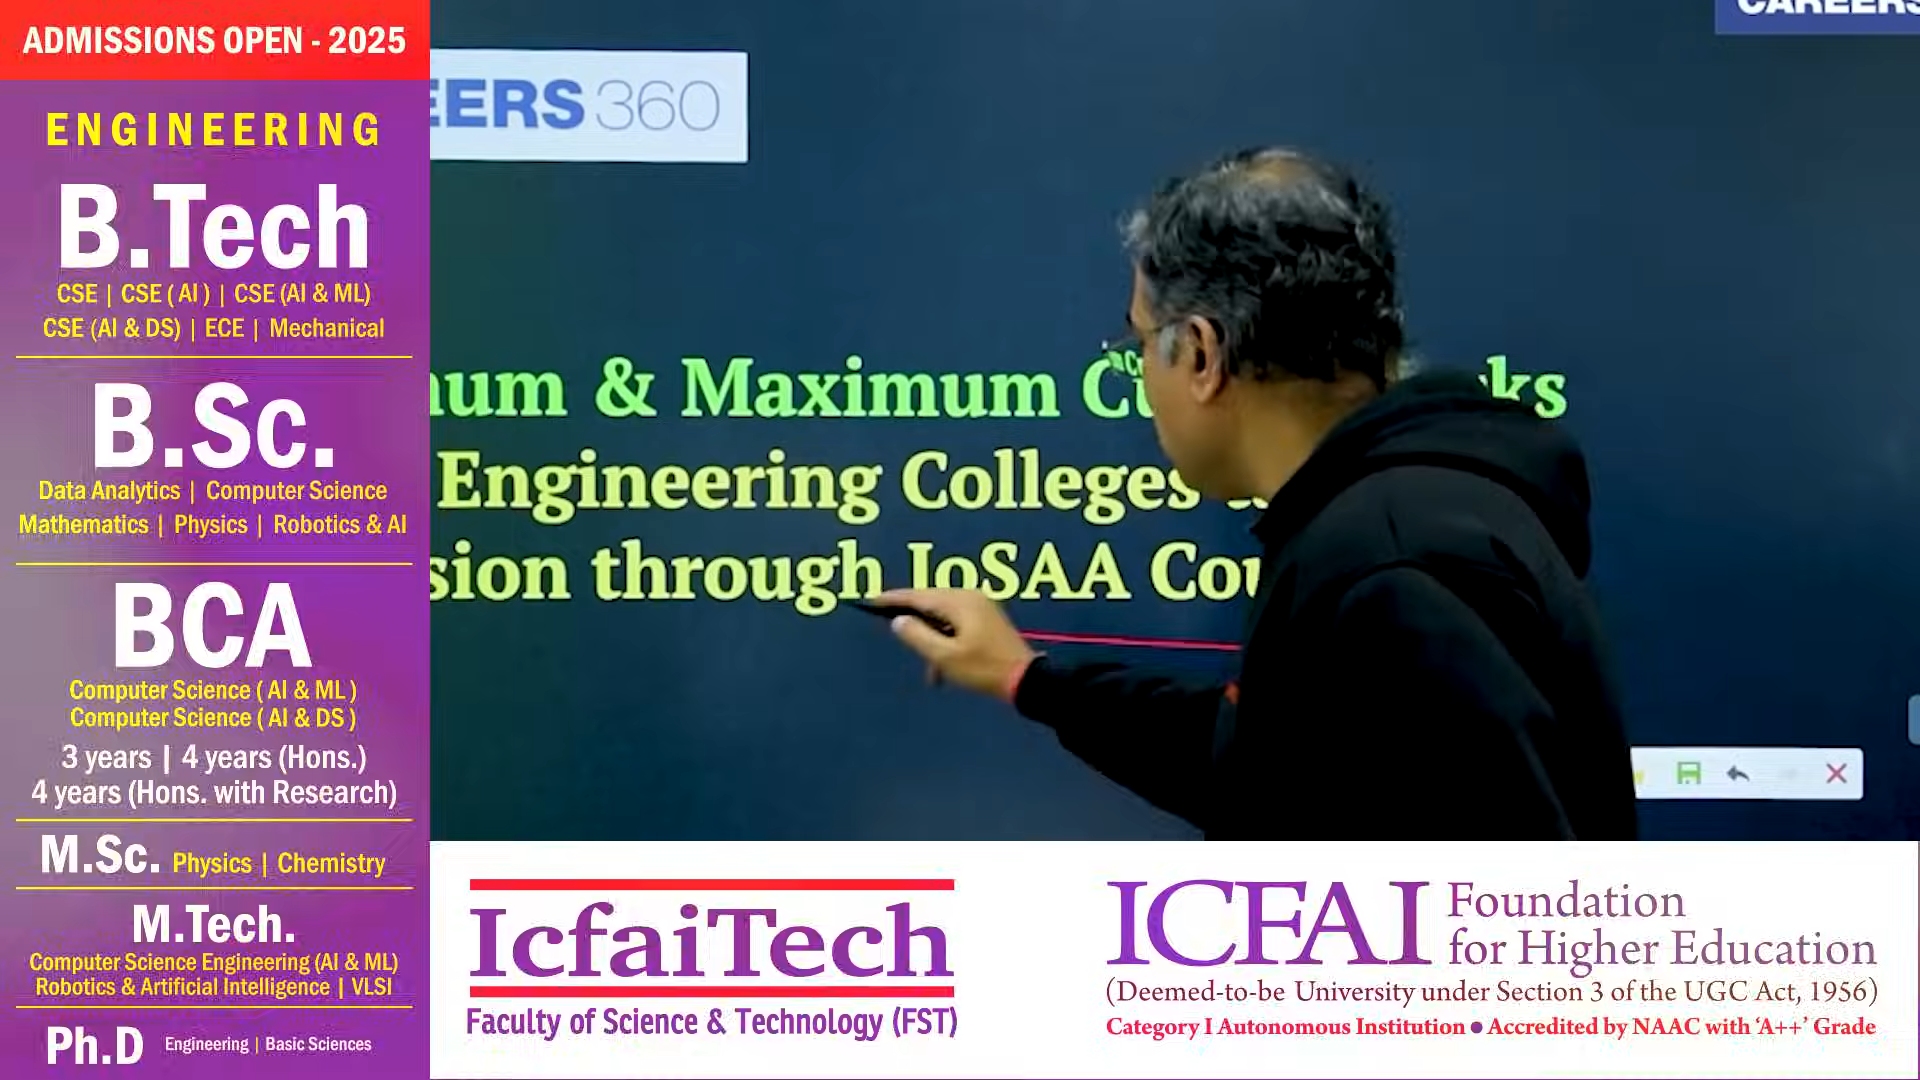 ADMISSIONS OPEN - 2025
ENGINEERING
B.Tech
CSE | CSE ( AI ) | CSE (AI & ML)
CSE (AI & DS) | ECE | Mechanical
B.Sc.
Data Analytics | Computer Science
Mathematics | Physics | Robotics & AI
BCA
Computer Science ( AI & ML )
Computer Science ( AI & DS )
3 years | 4 years (Hons.)
4 years (Hons. with Research)
M.Sc. Physics | Chemistry
M.Tech.
Computer Science Engineering (AI & ML)
Robotics & Artificial Intelligence | VLSI
Ph.D Engineering | Basic Sciences
CAREERS
EERS360
& Maximum
Engineering Colleges
sion through JoSAA Cou
IcfaiTech
Faculty of Science & Technology (FST)
ICFAI Foundation
for Higher Education
(Deemed-to-be University under Section 3 of the UGC Act, 1956)
Category I Autonomous Institution ● Accredited by NAAC with ‘A++’ Grade